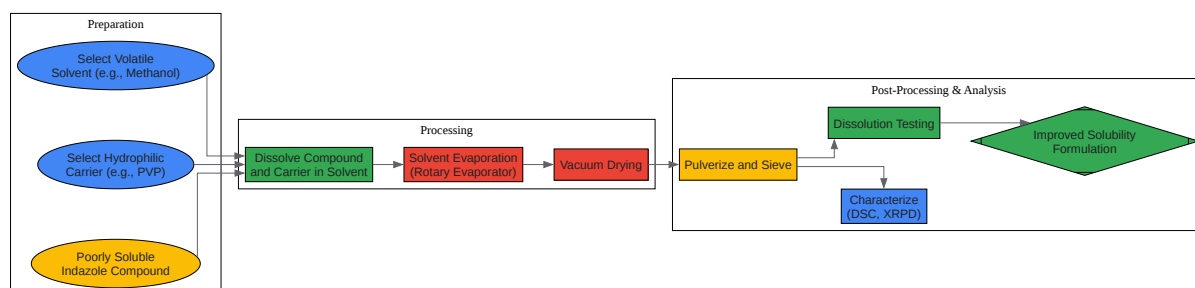 Preparation
Select Volatile
Solvent (e.g., Methanol)
Select Hydrophilic
Carrier (e.g., PVP)
Poorly Soluble
Indazole Compound
Processing
Dissolve Compound
and Carrier in Solvent
Solvent Evaporation
(Rotary Evaporator)
Vacuum Drying
Post-Processing & Analysis
Pulverize and Sieve
Dissolution Testing
Characterize
(DSC, XRPD)
Improved Solubility
Formulation